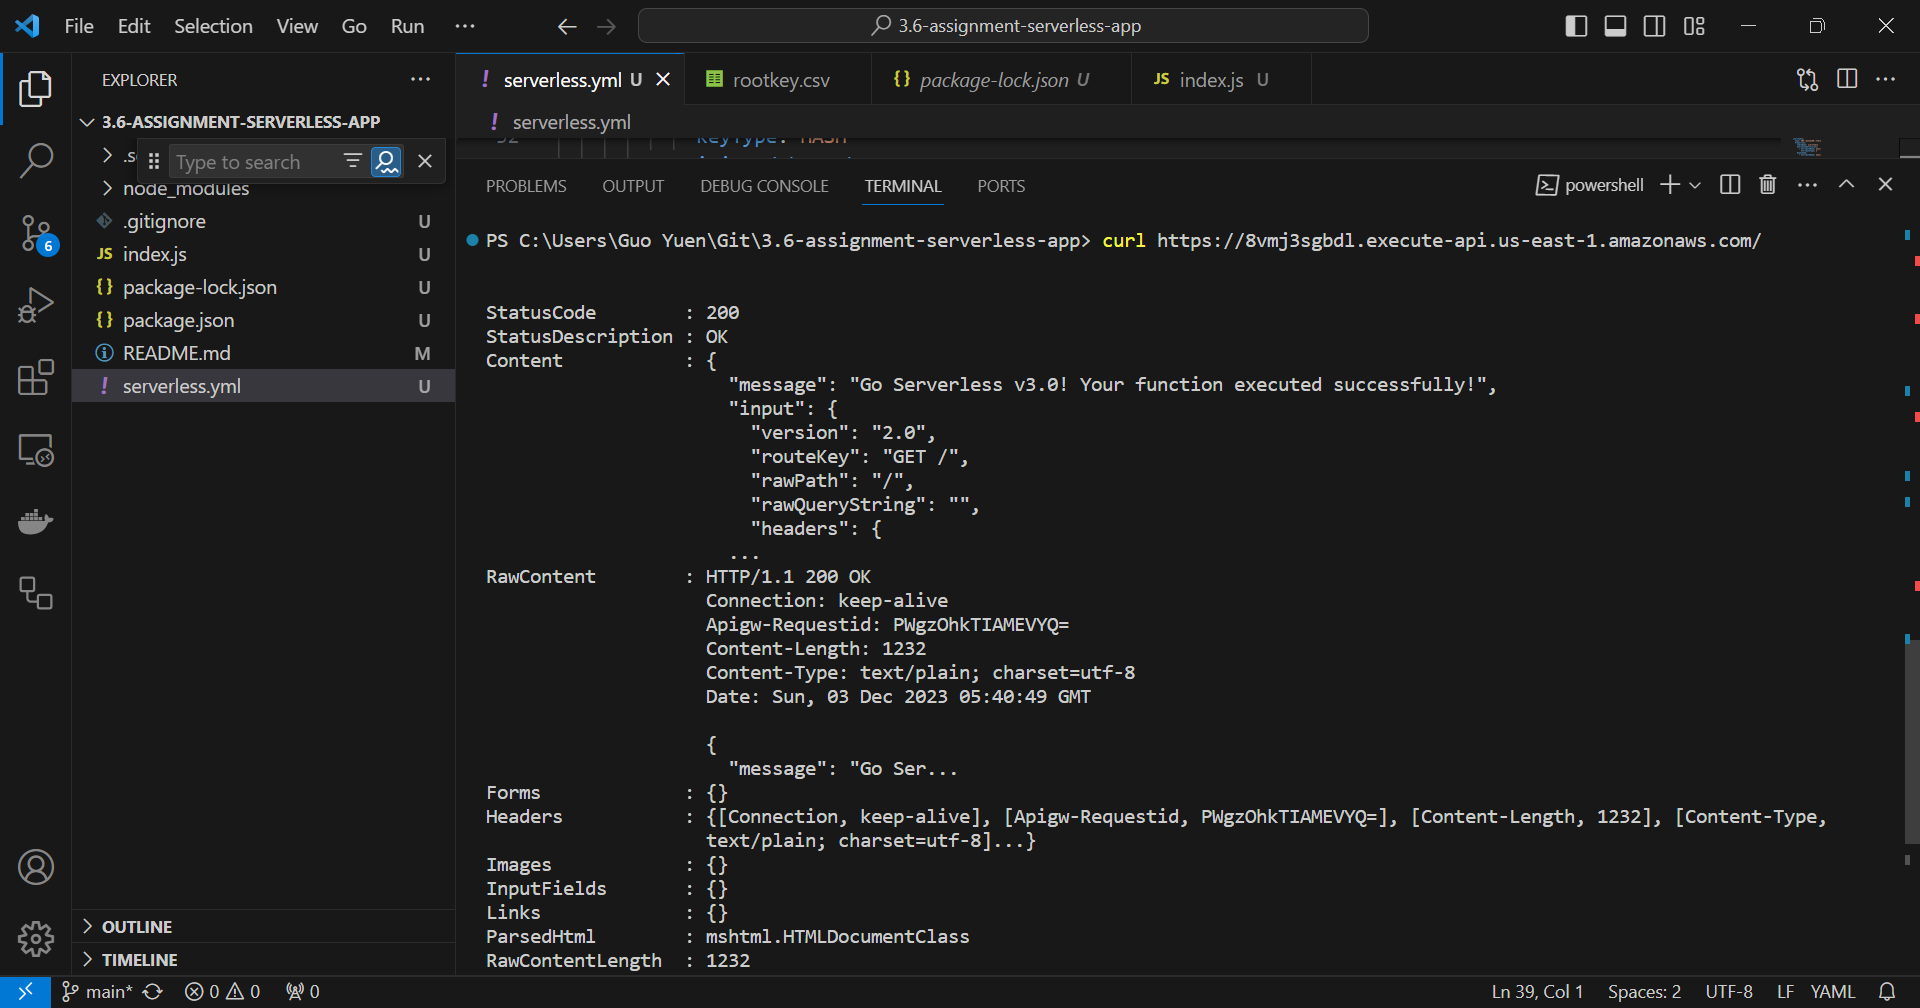 File Edit Selection View Go Run ...
3.6-assignment-serverless-app
EXPLORER
3.6-ASSIGNMENT-SERVERLESS-APP
Type to search
node_modules
.gitignore U
JS index.js U
{} package-lock.json U
{} package.json U
README.md M
! serverless.yml U
OUTLINE
TIMELINE
6
! serverless.yml U
rootkey.csv
{} package-lock.json U
JS index.js U
! serverless.yml
KeyType: HASH
PROBLEMS OUTPUT DEBUG CONSOLE TERMINAL PORTS
powershell
PS C:\Users\Guo Yuen\Git\3.6-assignment-serverless-app> curl https://8vmj3sgbdl.execute-api.us-east-1.amazonaws.com/
StatusCode : 200
StatusDescription : OK
Content : {
"message": "Go Serverless v3.0! Your function executed successfully!",
"input": {
"version": "2.0",
"routeKey": "GET /",
"rawPath": "/",
"rawQueryString": "",
"headers": {
...
RawContent : HTTP/1.1 200 OK
Connection: keep-alive
Apigw-Requestid: PWgzOhkTIAMEVYQ=
Content-Length: 1232
Content-Type: text/plain; charset=utf-8
Date: Sun, 03 Dec 2023 05:40:49 GMT
{
"message": "Go Ser...
Forms : {}
Headers : {[Connection, keep-alive], [Apigw-Requestid, PWgzOhkTIAMEVYQ=], [Content-Length, 1232], [Content-Type,
text/plain; charset=utf-8]...}
Images : {}
InputFields : {}
Links : {}
ParsedHtml : mshtml.HTMLDocumentClass
RawContentLength : 1232
main* 0 0 0
Ln 39, Col 1 Spaces: 2 UTF-8 LF YAML